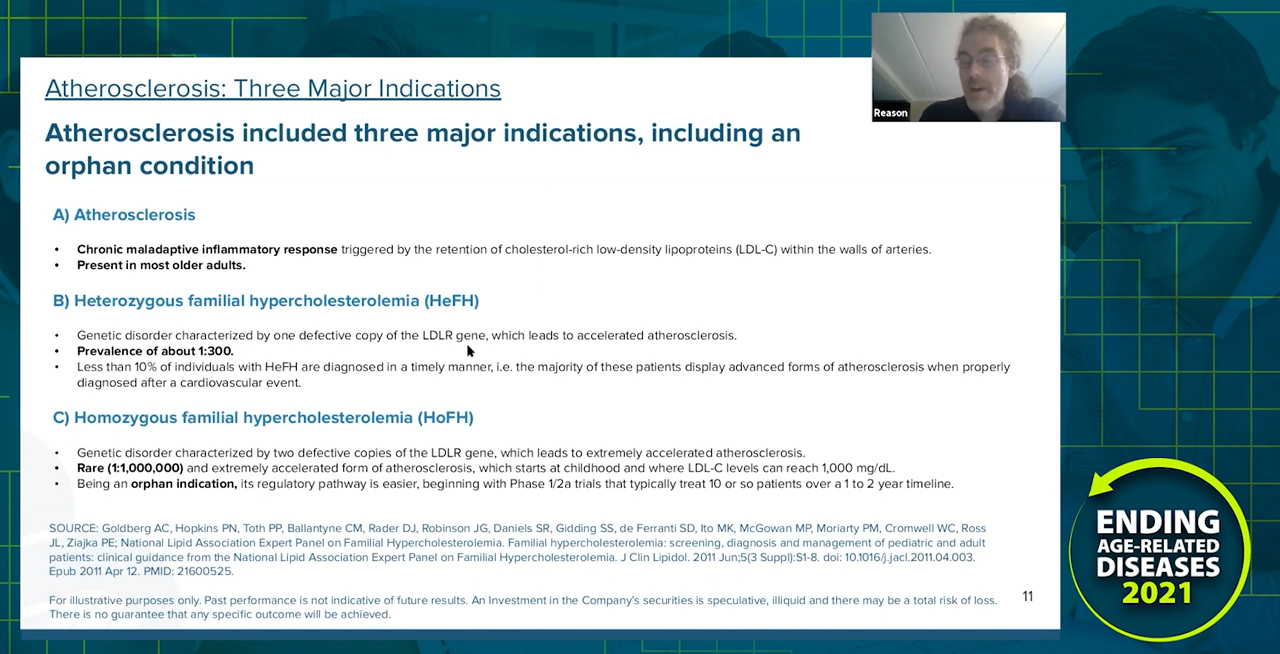 Atherosclerosis: Three Major Indications
Atherosclerosis included three major indications, including an
orphan condition
Reason
A) Atherosclerosis
• Chronic maladaptive inflammatory response triggered by the retention of cholesterol-rich low-density lipoproteins (LDL-C) within the walls of arteries.
• Present in most older adults.
B) Heterozygous familial hypercholesterolemia (HeFH)
• Genetic disorder characterized by one defective copy of the LDLR gene, which leads to accelerated atherosclerosis.
• Prevalence of about 1:300.
• Less than 10% of individuals with HeFH are diagnosed in a timely manner, i.e. the majority of these patients display advanced forms of atherosclerosis when properly
diagnosed after a cardiovascular event.
C) Homozygous familial hypercholesterolemia (HoFH)
• Genetic disorder characterized by two defective copies of the LDLR gene, which leads to extremely accelerated atherosclerosis.
• Rare (1:1,000,000) and extremely accelerated form of atherosclerosis, which starts at childhood and where LDL-C levels can reach 1,000 mg/dL.
• Being an orphan indication, its regulatory pathway is easier, beginning with Phase 1/2a trials that typically treat 10 or so patients over a 1 to 2 year timeline.
SOURCE: Goldberg AC, Hopkins PN, Toth PP, Ballantyne CM, Rader DJ, Robinson JG, Daniels SR, Gidding SS, de Ferranti SD, Ito MK, McGowan MP, Moriarty PM, Cromwell WC, Ross
JL, Ziajka PE; National Lipid Association Expert Panel on Familial Hypercholesterolemia. Familial hypercholesterolemia: screening, diagnosis and management of pediatric and adult
patients: clinical guidance from the National Lipid Association Expert Panel on Familial Hypercholesterolemia. J Clin Lipidol. 2011 Jun;5(3 Suppl):S1-8. doi: 10.1016/j.jacl.2011.04.003.
Epub 2011 Apr 12. PMID: 21600525.
For illustrative purposes only. Past performance is not indicative of future results. An Investment in the Company's securities is speculative, illiquid and there may be a total risk of loss.
There is no guarantee that any specific outcome will be achieved.
11
ENDING
AGE-RELATED
DISEASES
2021